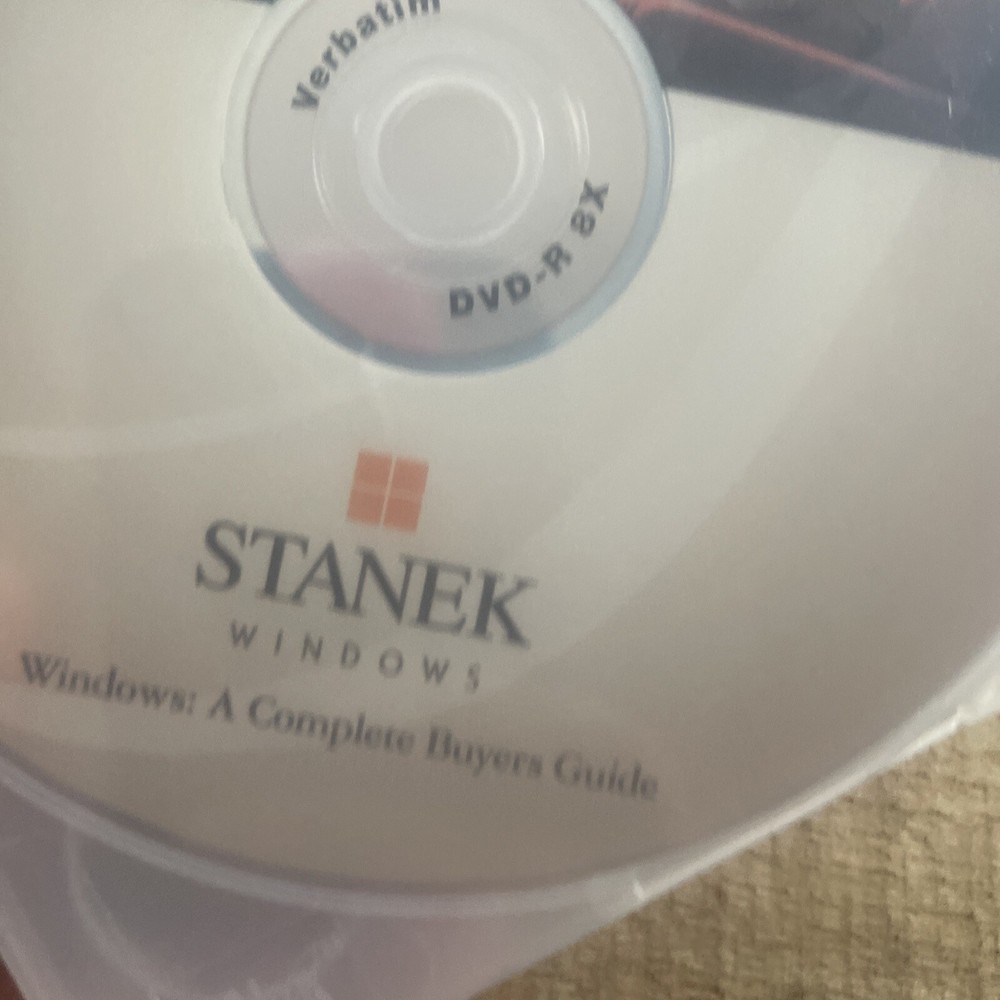 Verbatim
DVD-R 8X
STANEK
WINDOWS
Windows: A Complete Buyers Guide